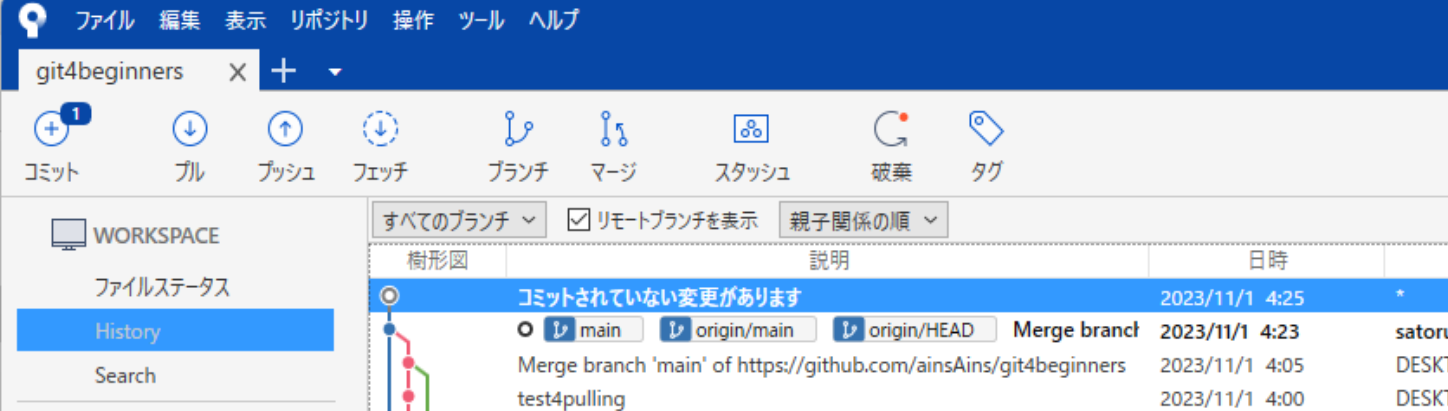 ファイル 編集 表示 リポジトリ 操作 ツール ヘルプ
git4beginners
1
コミット プル プッシュ フェッチ ブランチ マージ スタッシュ 破棄 タグ
WORKSPACE
ファイルステータス
History
Search
すべてのブランチ リモートブランチを表示 親子関係の順
樹形図 説明 日時
コミットされていない変更があります 2023/11/1 4:25 *
main origin/main origin/HEAD Merge branch 2023/11/1 4:23 satoru
Merge branch 'main' of https://github.com/ainsAins/git4beginners 2023/11/1 4:05 DESKT
test4pulling 2023/11/1 4:00 DESKT